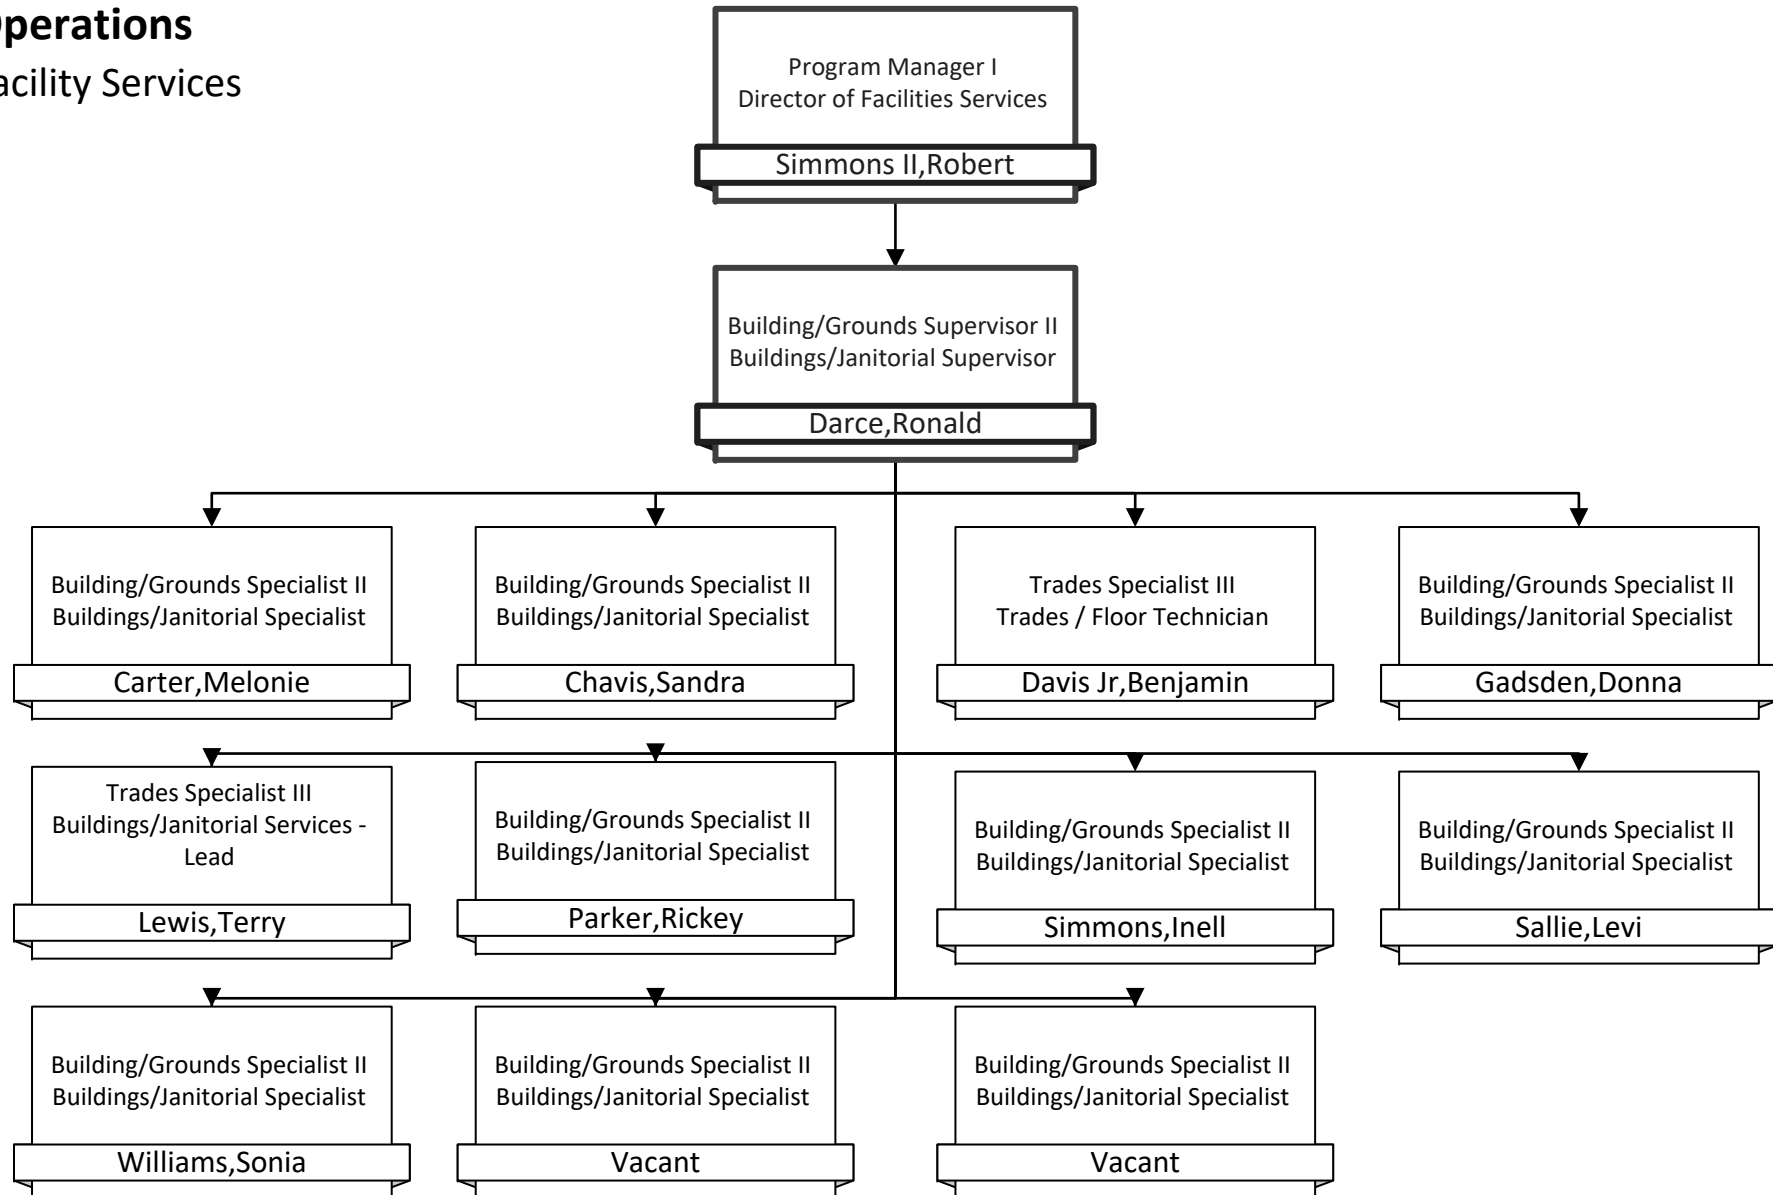 Operations
acility Services
Program Manager I
Director of Facilities Services
Simmons II,Robert
Building/Grounds Supervisor II
Buildings/Janitorial Supervisor
Darce,Ronald
Building/Grounds Specialist II
Buildings/Janitorial Specialist
Carter,Melonie
Building/Grounds Specialist II
Buildings/Janitorial Specialist
Chavis,Sandra
Trades Specialist III
Trades / Floor Technician
Davis Jr,Benjamin
Building/Grounds Specialist II
Buildings/Janitorial Specialist
Gadsden,Donna
Trades Specialist III
Buildings/Janitorial Services -
Lead
Lewis,Terry
Building/Grounds Specialist II
Buildings/Janitorial Specialist
Parker,Rickey
Building/Grounds Specialist II
Buildings/Janitorial Specialist
Simmons,Inell
Building/Grounds Specialist II
Buildings/Janitorial Specialist
Sallie,Levi
Building/Grounds Specialist II
Buildings/Janitorial Specialist
Williams,Sonia
Building/Grounds Specialist II
Buildings/Janitorial Specialist
Vacant
Building/Grounds Specialist II
Buildings/Janitorial Specialist
Vacant